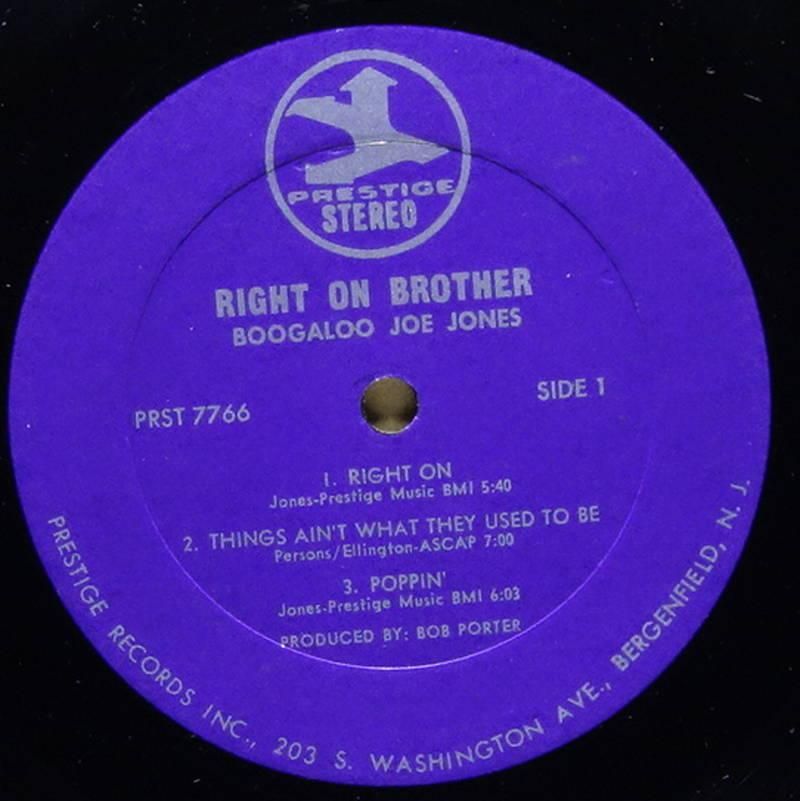 PRESTIGE
STEREO
RIGHT ON BROTHER
BOOGALOO JOE JONES
PRST 7766
SIDE 1
1. RIGHT ON
Jones-Prestige Music BMI 5:40
2. THINGS AIN'T WHAT THEY USED TO BE
Persons/Ellington-ASCAP 7:00
3. POPPIN'
Jones-Prestige Music BMI 6:03
PRODUCED BY: BOB PORTER
PRESTIGE RECORDS INC., 203 S. WASHINGTON AVE., BERGENFIELD, N. J.